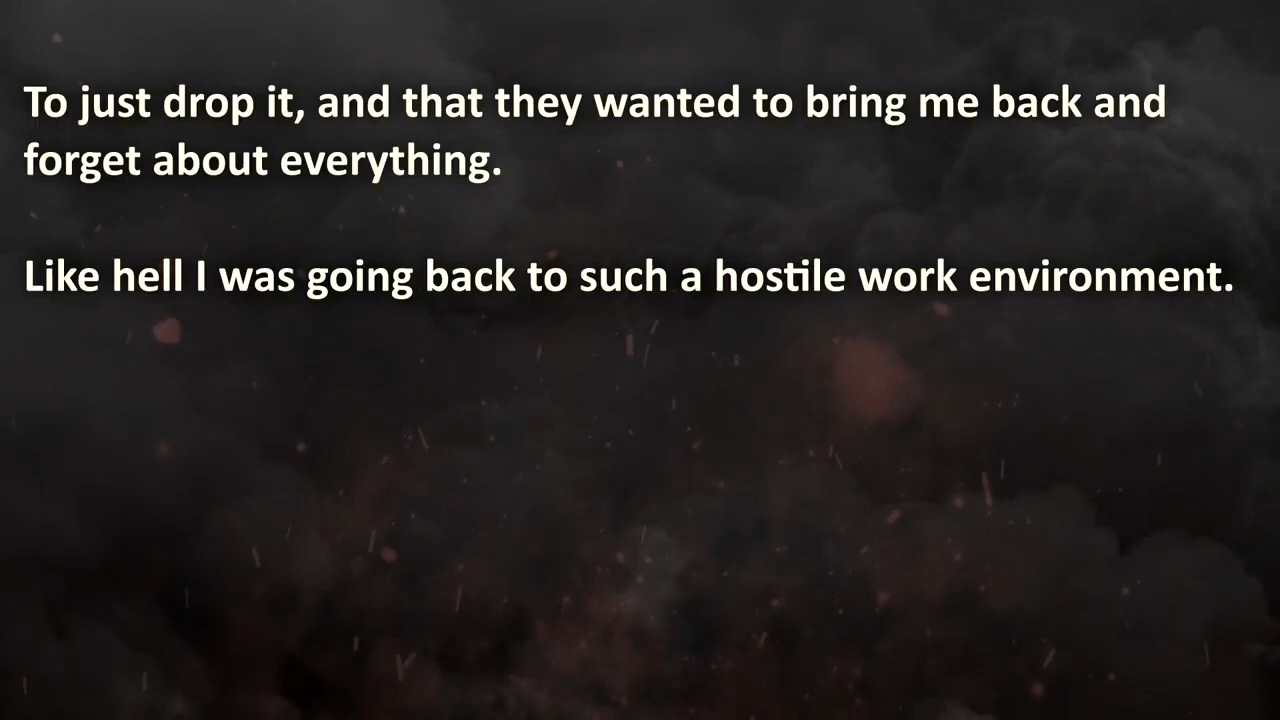 To just drop it, and that they wanted to bring me back and
forget about everything.
Like hell I was going back to such a hostile work environment.